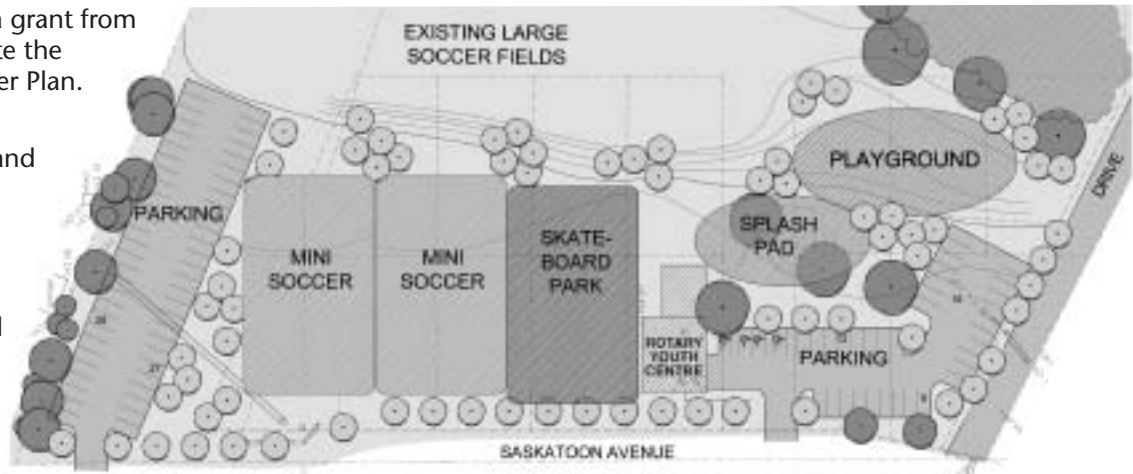 a grant from
te the
er Plan.
and
EXISTING LARGE
SOCCER FIELDS
PLAYGROUND
DRIVE
PARKING
SPLASH
PAD
MINI
SOCCER
MINI
SOCCER
SKATE-
BOARD
PARK
ROTARY
YOUTH
CENTRE
PARKING
SASKATOON AVENUE